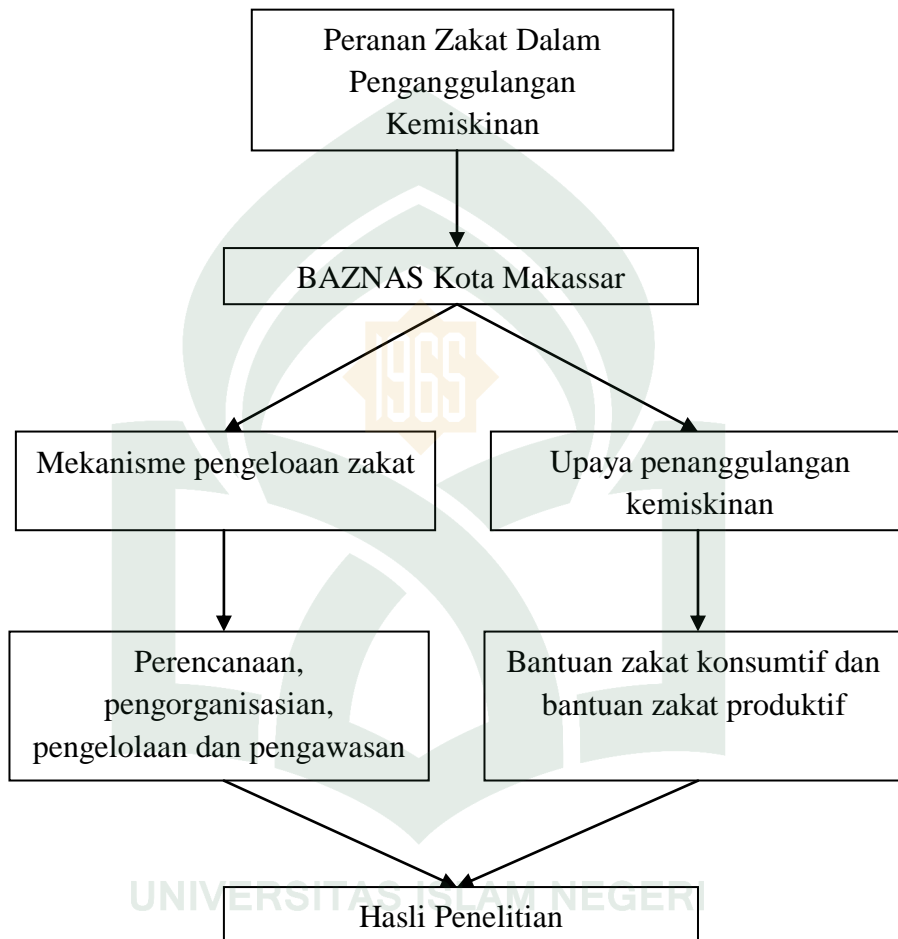 Peranan Zakat Dalam
Penganggulangan
Kemiskinan
BAZNAS Kota Makassar
1965
Mekanisme pengeloaan zakat
Upaya penanggulangan
kemiskinan
Perencanaan,
pengorganisasian,
pengelolaan dan pengawasan
Bantuan zakat konsumtif dan
bantuan zakat produktif
UNIVERSITAS ISLAM NEGERI
Hasli Penelitian